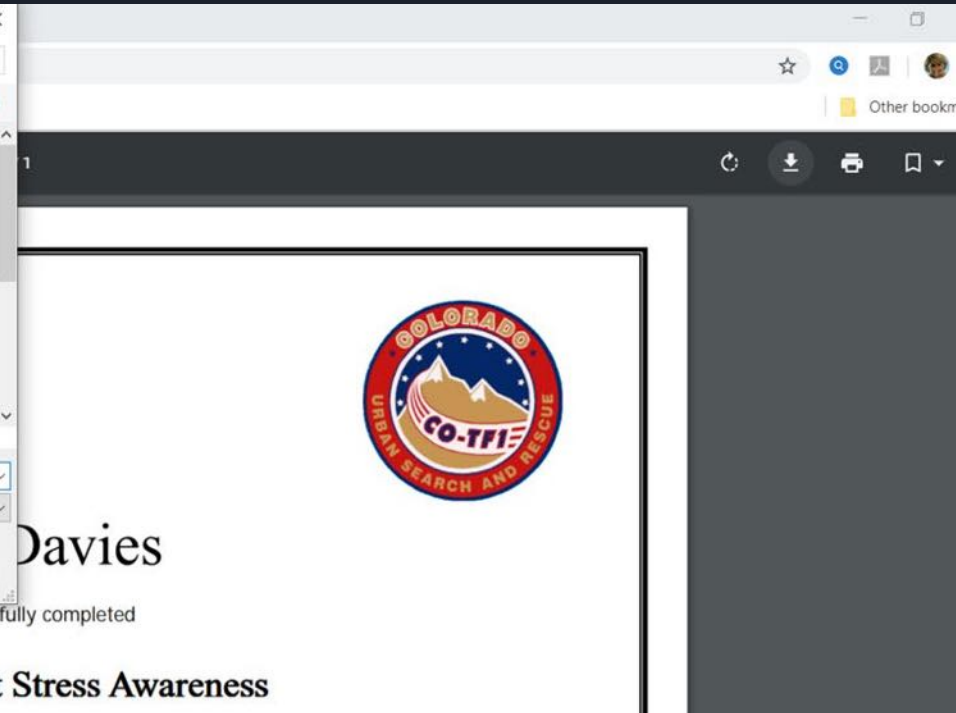 Other bookm
1
COLORADO
CO-TF1
URBAN SEARCH AND RESCUE
Davies
fully completed
t Stress Awareness